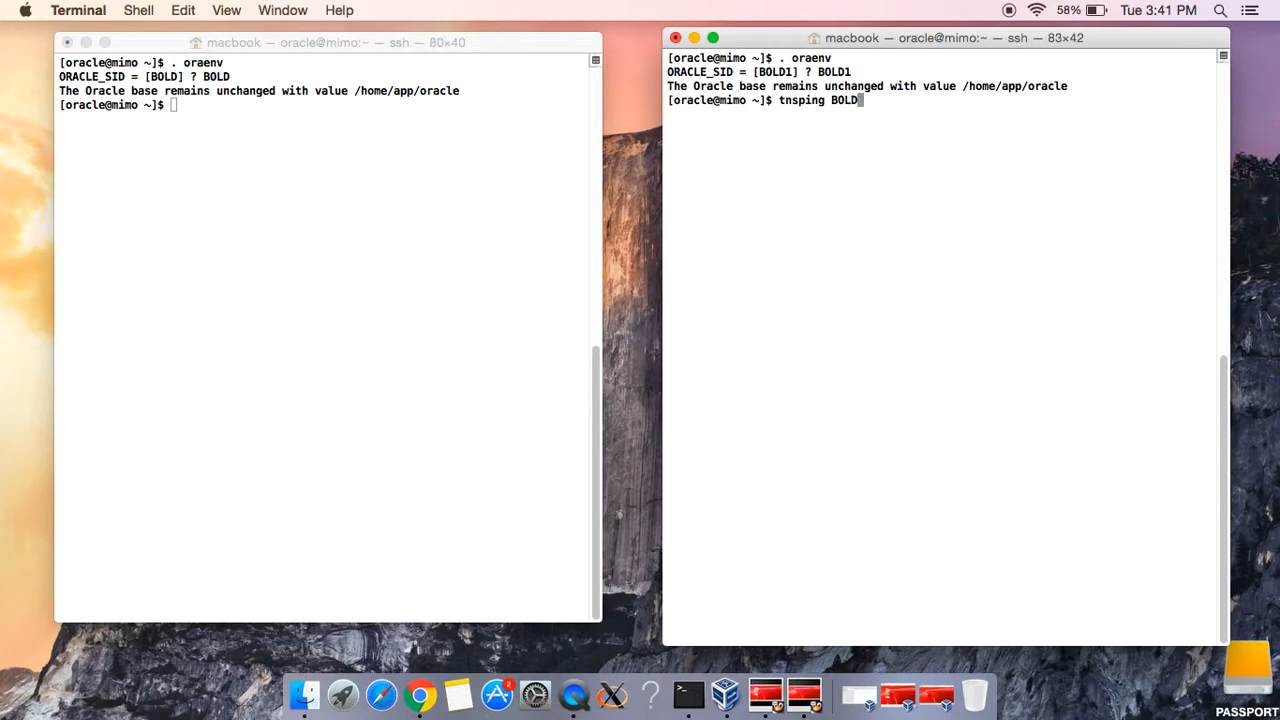 Terminal Shell Edit View Window Help 58% Tue 3:41 PM
macbook — oracle@mimo:~ — ssh — 80×40
[oracle@mimo ~]$ . oraenv
ORACLE_SID = [BOLD] ? BOLD
The Oracle base remains unchanged with value /home/app/oracle
[oracle@mimo ~]$
macbook — oracle@mimo:~ — ssh — 83×42
[oracle@mimo ~]$ . oraenv
ORACLE_SID = [BOLD1] ? BOLD1
The Oracle base remains unchanged with value /home/app/oracle
[oracle@mimo ~]$ tnsping BOLD
2
PASSPORT